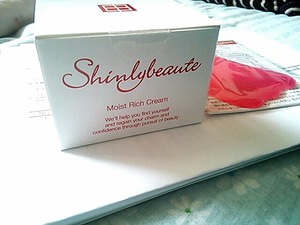 Shinlybeaute
Moist Rich Cream
We'll help you find yourself
and regain your charm and
confidence through pursuit of beauty